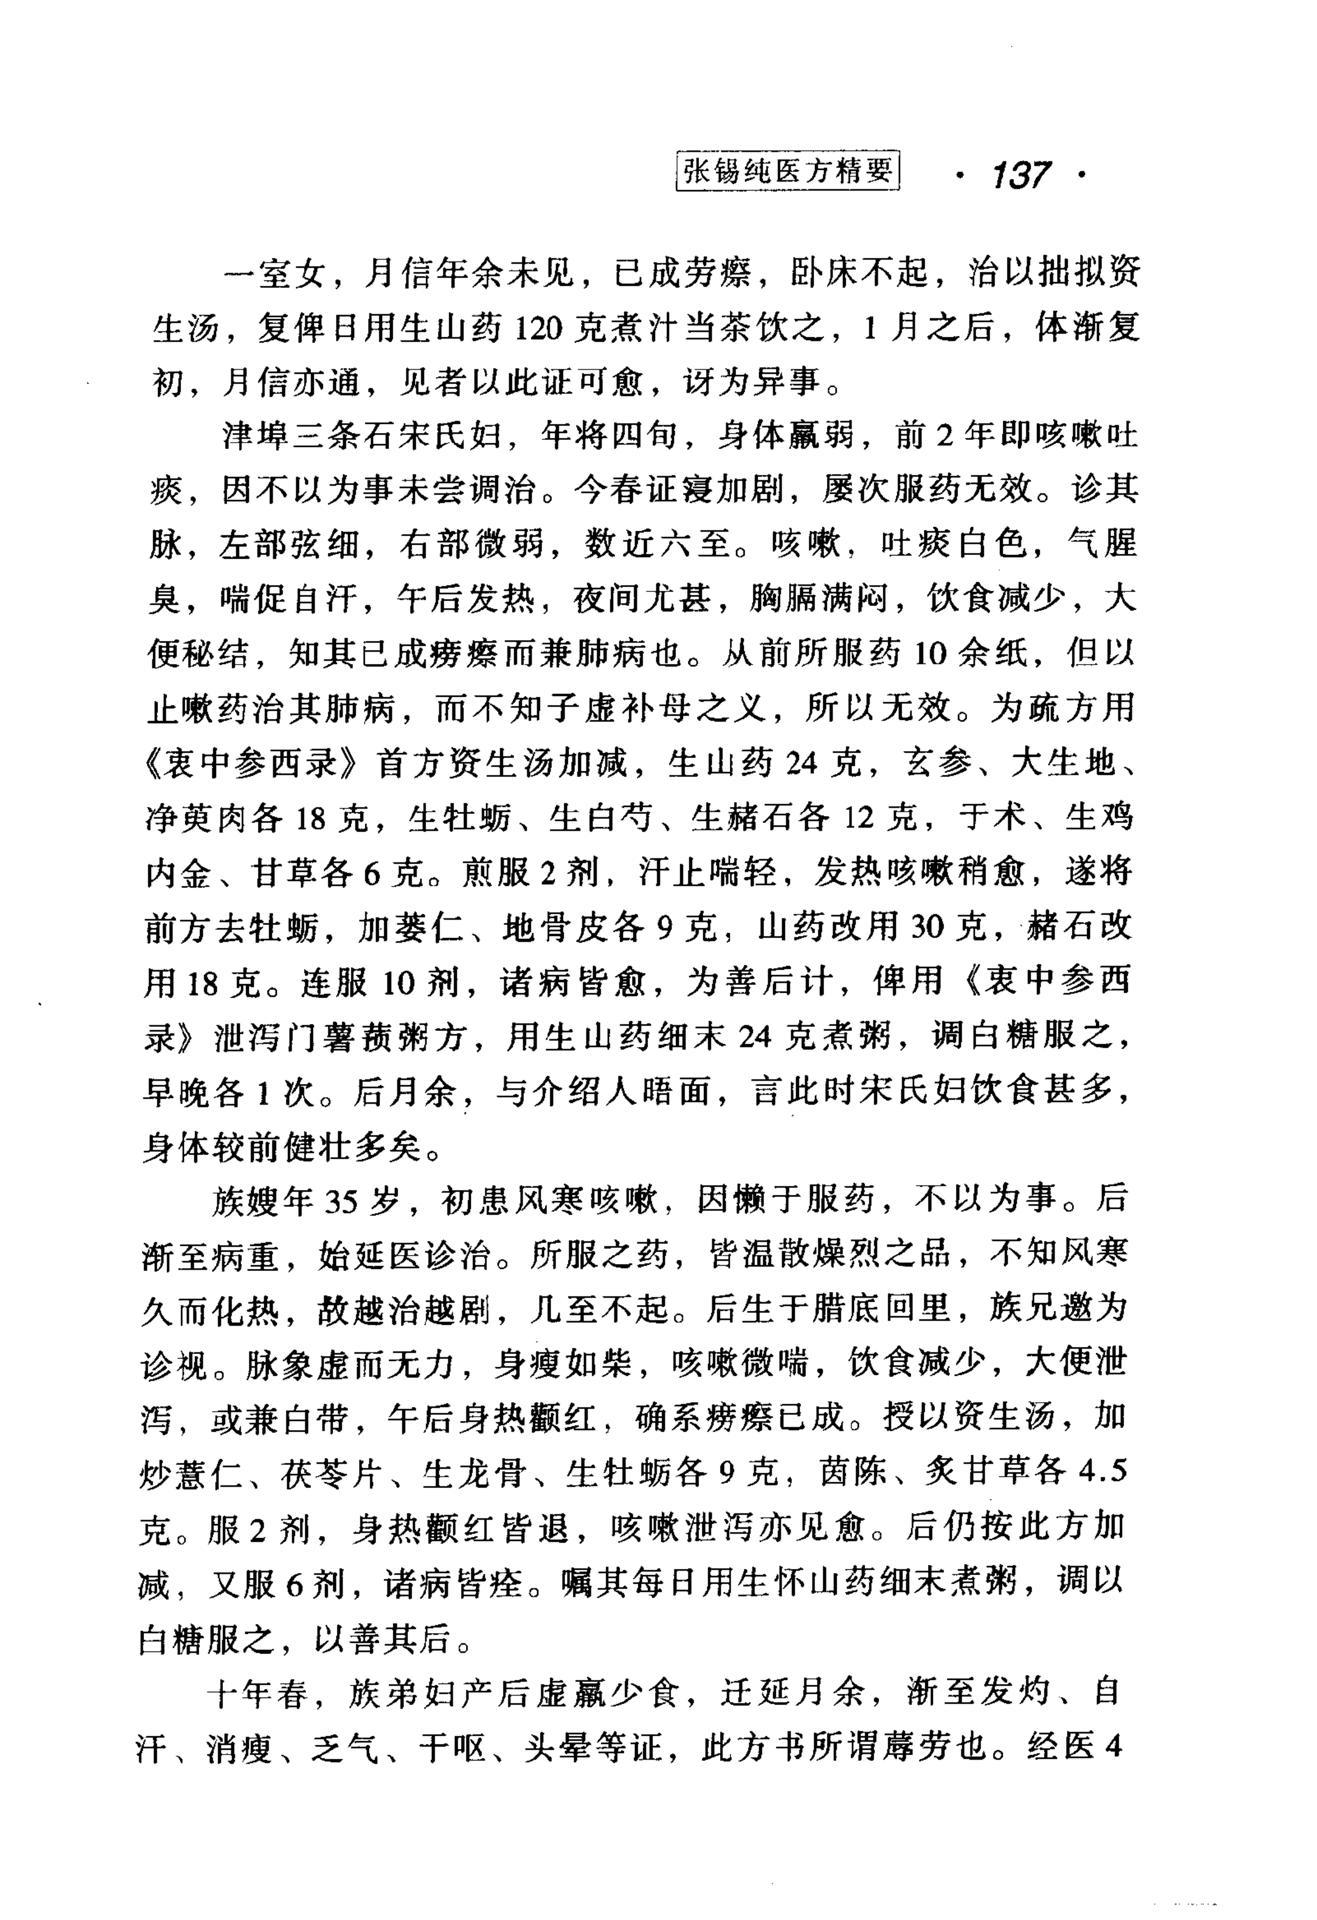 张锡纯医方精要 · 137 ·
一室女，月信年余未见，已成劳瘵，卧床不起，治以拙拟资
生汤，复俾日用生山药 120 克煮汁当茶饮之，1 月之后，体渐复
初，月信亦通，见者以此证可愈，讶为异事。
津埠三条石宋氏妇，年将四旬，身体羸弱，前 2 年即咳嗽吐
痰，因不以为事未尝调治。今春证寝加剧，屡次服药无效。诊其
脉，左部弦细，右部微弱，数近六至。咳嗽，吐痰白色，气腥
臭，喘促自汗，午后发热，夜间尤甚，胸膈满闷，饮食减少，大
便秘结，知其已成痨瘵而兼肺病也。从前所服药 10 余纸，但以
止嗽药治其肺病，而不知子虚补母之义，所以无效。为疏方用
《衷中参西录》首方资生汤加减，生山药 24 克，玄参、大生地、
净萸肉各 18 克，生牡蛎、生白芍、生赭石各 12 克，于术、生鸡
内金、甘草各 6 克。煎服 2 剂，汗止喘轻，发热咳嗽稍愈，遂将
前方去牡蛎，加蒌仁、地骨皮各 9 克，山药改用 30 克，赭石改
用 18 克。连服 10 剂，诸病皆愈，为善后计，俾用《衷中参西
录》泄泻门薯蓣粥方，用生山药细末 24 克煮粥，调白糖服之，
早晚各 1 次。后月余，与介绍人晤面，言此时宋氏妇饮食甚多，
身体较前健壮多矣。
族嫂年 35 岁，初患风寒咳嗽，因懒于服药，不以为事。后
渐至病重，始延医诊治。所服之药，皆温散燥烈之品，不知风寒
久而化热，故越治越剧，几至不起。后生于腊底回里，族兄邀为
诊视。脉象虚而无力，身瘦如柴，咳嗽微喘，饮食减少，大便泄
泻，或兼白带，午后身热颧红，确系痨瘵已成。授以资生汤，加
炒薏仁、茯苓片、生龙骨、生牡蛎各 9 克，茵陈、炙甘草各 4.5
克。服 2 剂，身热颧红皆退，咳嗽泄泻亦见愈。后仍按此方加
减，又服 6 剂，诸病皆痊。嘱其每日用生怀山药细末煮粥，调以
白糖服之，以善其后。
十年春，族弟妇产后虚羸少食，迁延月余，渐至发灼、自
汗、消瘦、乏气、干呕、头晕等证，此方书所谓蓐劳也。经医 4